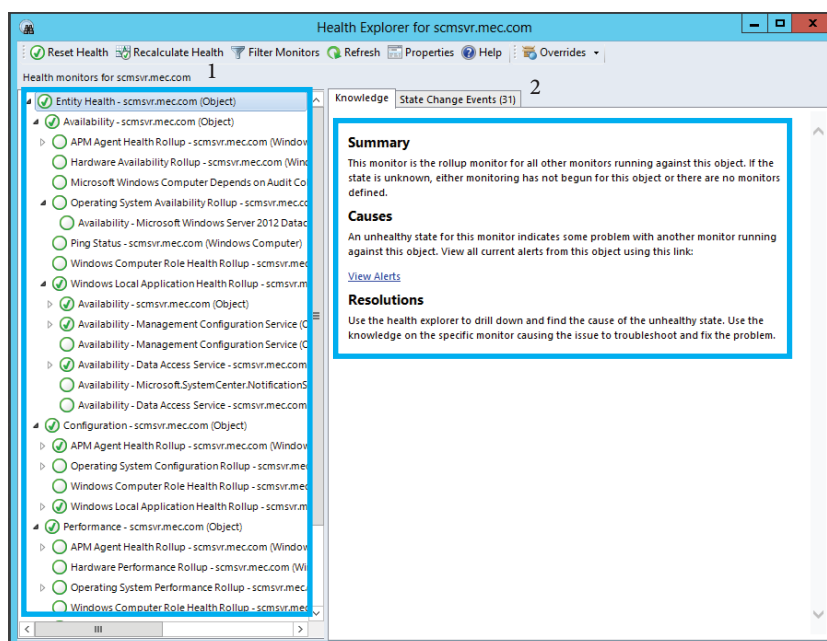 Health Explorer for scmsvr.mec.com
Reset Health Recalculate Health Filter Monitors Refresh Properties Help Overrides
Health monitors for scmsvr.mec.com 1
Entity Health - scmsvr.mec.com (Object)
Availability - scmsvr.mec.com (Object)
APM Agent Health Rollup - scmsvr.mec.com (Window
Hardware Availability Rollup - scmsvr.mec.com (Wind
Microsoft Windows Computer Depends on Audit Co
Operating System Availability Rollup - scmsvr.mec.co
Availability - Microsoft Windows Server 2012 Datac
Ping Status - scmsvr.mec.com (Windows Computer)
Windows Computer Role Health Rollup - scmsvr.mec
Windows Local Application Health Rollup - scmsvr.m
Availability - scmsvr.mec.com (Object)
Availability - Management Configuration Service (C
Availability - Management Configuration Service (C
Availability - Data Access Service - scmsvr.mec.com
Availability - Microsoft.SystemCenter.NotificationS
Availability - Data Access Service - scmsvr.mec.com
Configuration - scmsvr.mec.com (Object)
APM Agent Health Rollup - scmsvr.mec.com (Window
Operating System Configuration Rollup - scmsvr.mec
Windows Computer Role Health Rollup - scmsvr.mec
Windows Local Application Health Rollup - scmsvr.m
Performance - scmsvr.mec.com (Object)
APM Agent Health Rollup - scmsvr.mec.com (Window
Hardware Performance Rollup - scmsvr.mec.com (Wi
Operating System Performance Rollup - scmsvr.mec.
Windows Computer Role Health Rollup - scmsvr.mec
Knowledge State Change Events (31) 2
Summary
This monitor is the rollup monitor for all other monitors running against this object. If the
state is unknown, either monitoring has not begun for this object or there are no monitors
defined.
Causes
An unhealthy state for this monitor indicates some problem with another monitor running
against this object. View all current alerts from this object using this link:
View Alerts
Resolutions
Use the health explorer to drill down and find the cause of the unhealthy state. Use the
knowledge on the specific monitor causing the issue to troubleshoot and fix the problem.